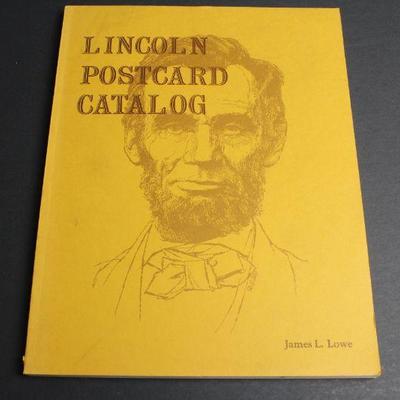 LINCOLN
POSTCARD
CATALOG
James L. Lowe